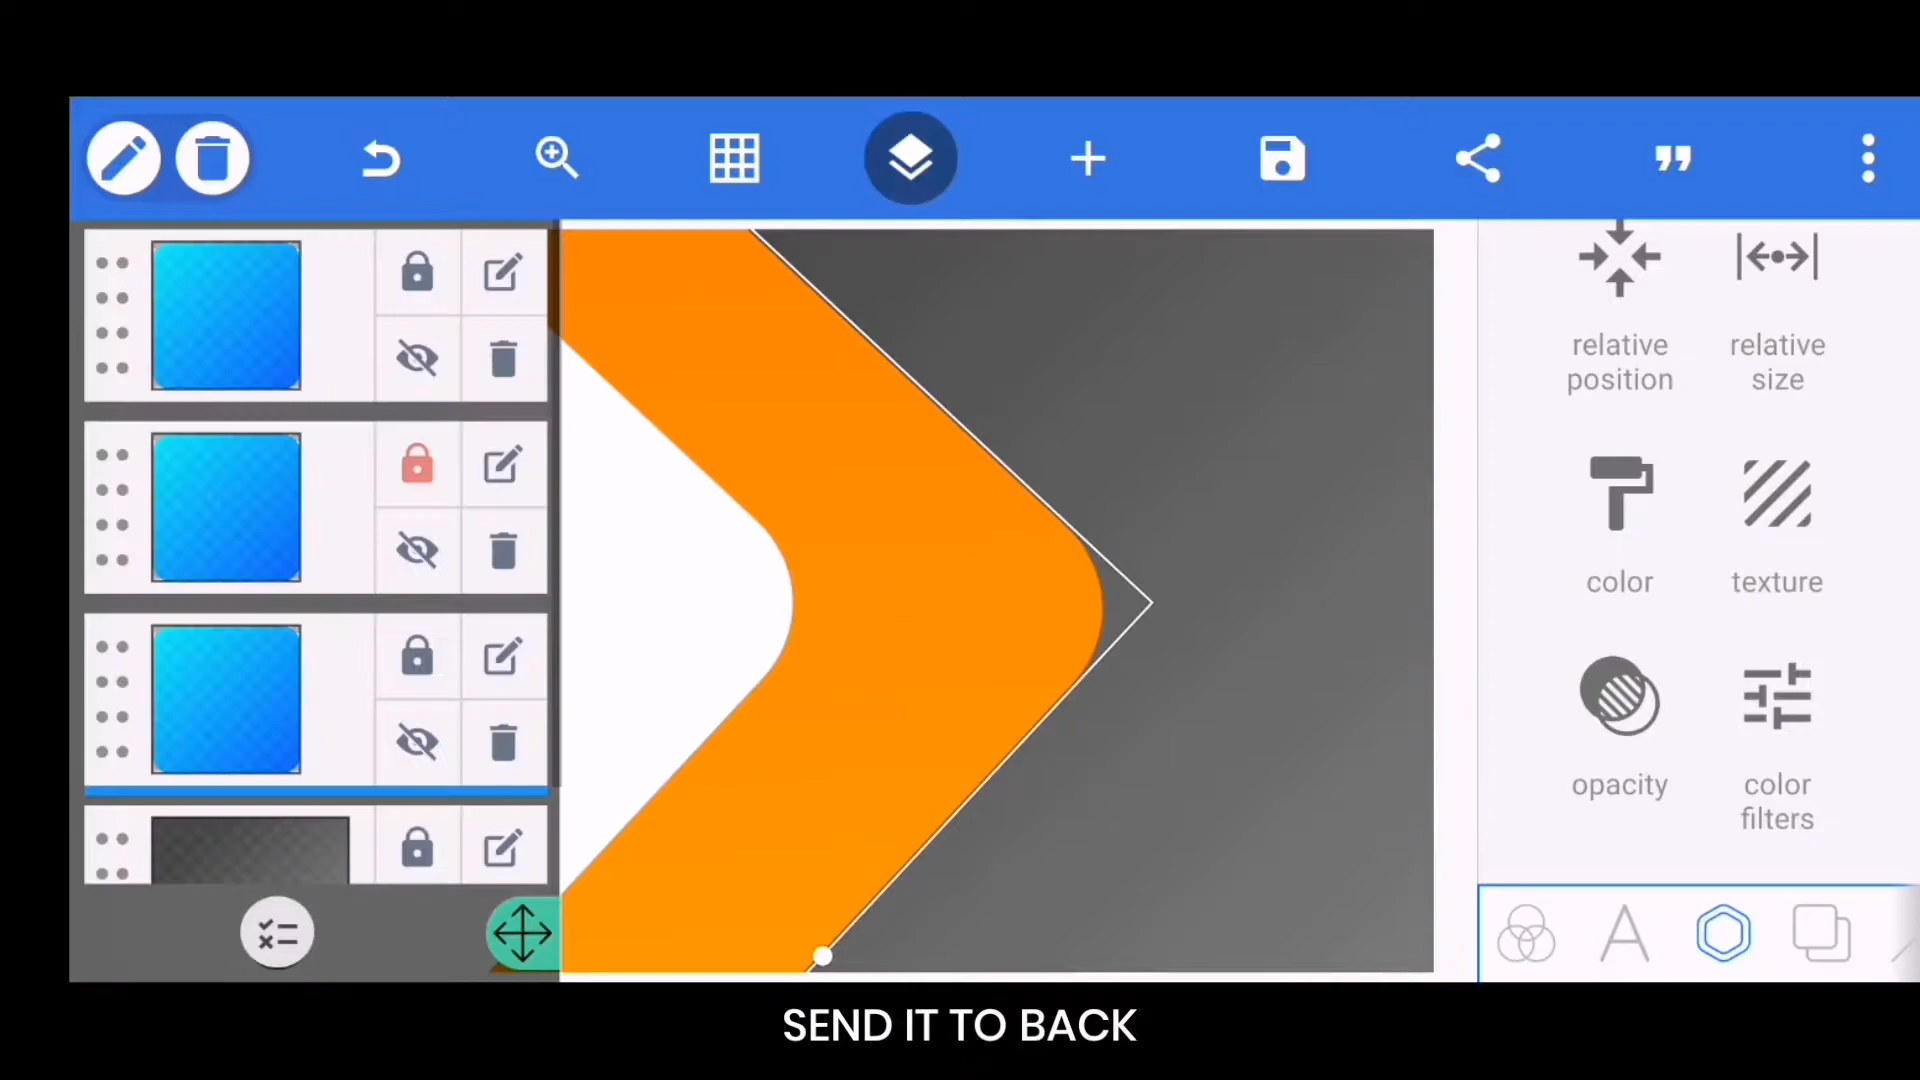 relative
position
relative
size
color
texture
opacity
color
filters
SEND IT TO BACK